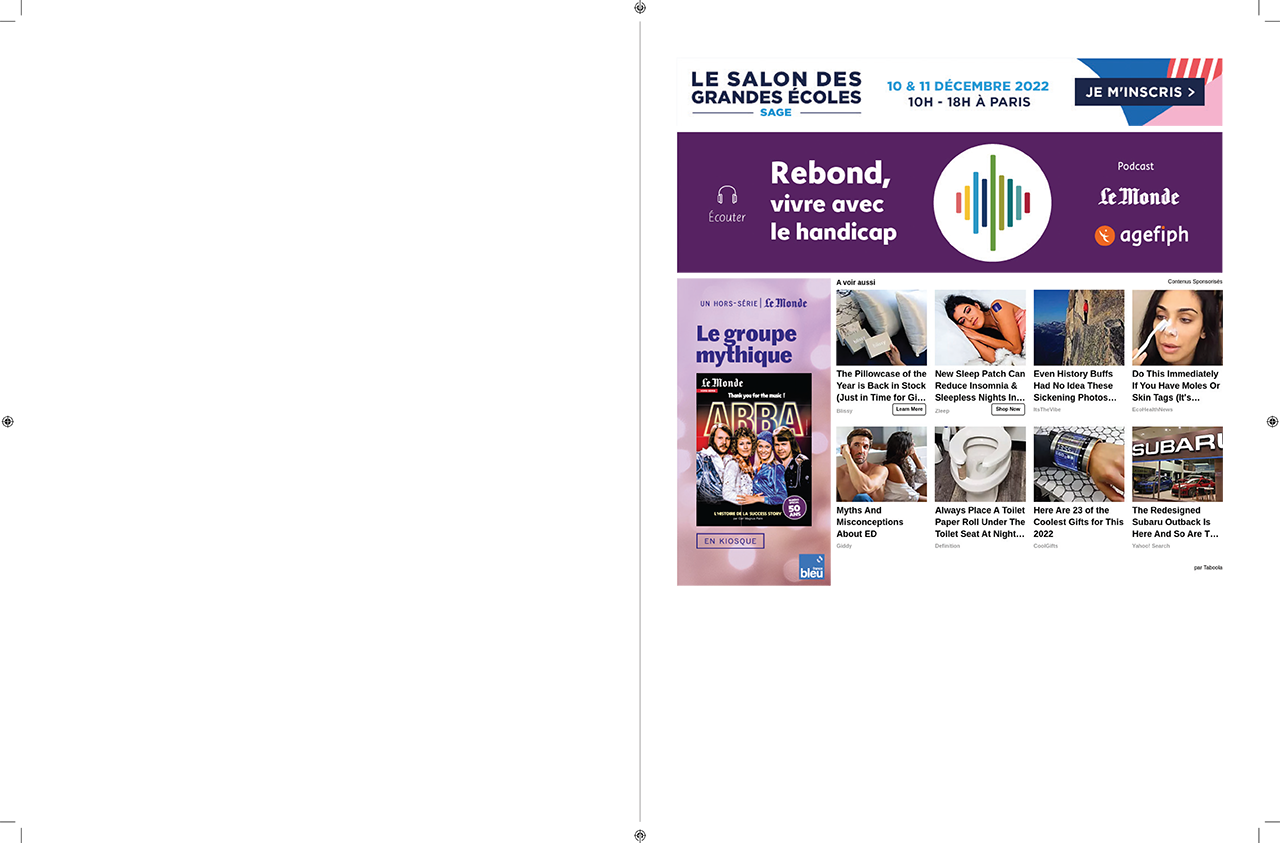 LE SALON DES
GRANDES ÉCOLES
SAGE
10 & 11 DÉCEMBRE 2022
10H - 18H À PARIS
JE M'INSCRIS >
Écouter
Rebond,
vivre avec
le handicap
Podcast
Le Monde
agefiph
UN HORS-SÉRIE | Le Monde
Le groupe
mythique
Le Monde
Thank you for the music !
ABBA
50
ANS
L'HISTOIRE DE LA SUCCESS STORY
EN KIOSQUE
france
bleu
A voir aussi
Contenus Sponsorisés
The Pillowcase of the
Year is Back in Stock
(Just in Time for Gi...
Blissy
Learn More
New Sleep Patch Can
Reduce Insomnia &
Sleepless Nights In...
Zleep
Shop Now
Even History Buffs
Had No Idea These
Sickening Photos...
ItsTheVibe
Do This Immediately
If You Have Moles Or
Skin Tags (It's...
EcoHealthNews
Myths And
Misconceptions
About ED
Giddy
Always Place A Toilet
Paper Roll Under The
Toilet Seat At Night...
Definition
Here Are 23 of the
Coolest Gifts for This
2022
CoolGifts
SUBARU
The Redesigned
Subaru Outback Is
Here And So Are T...
Yahoo! Search
par Taboola